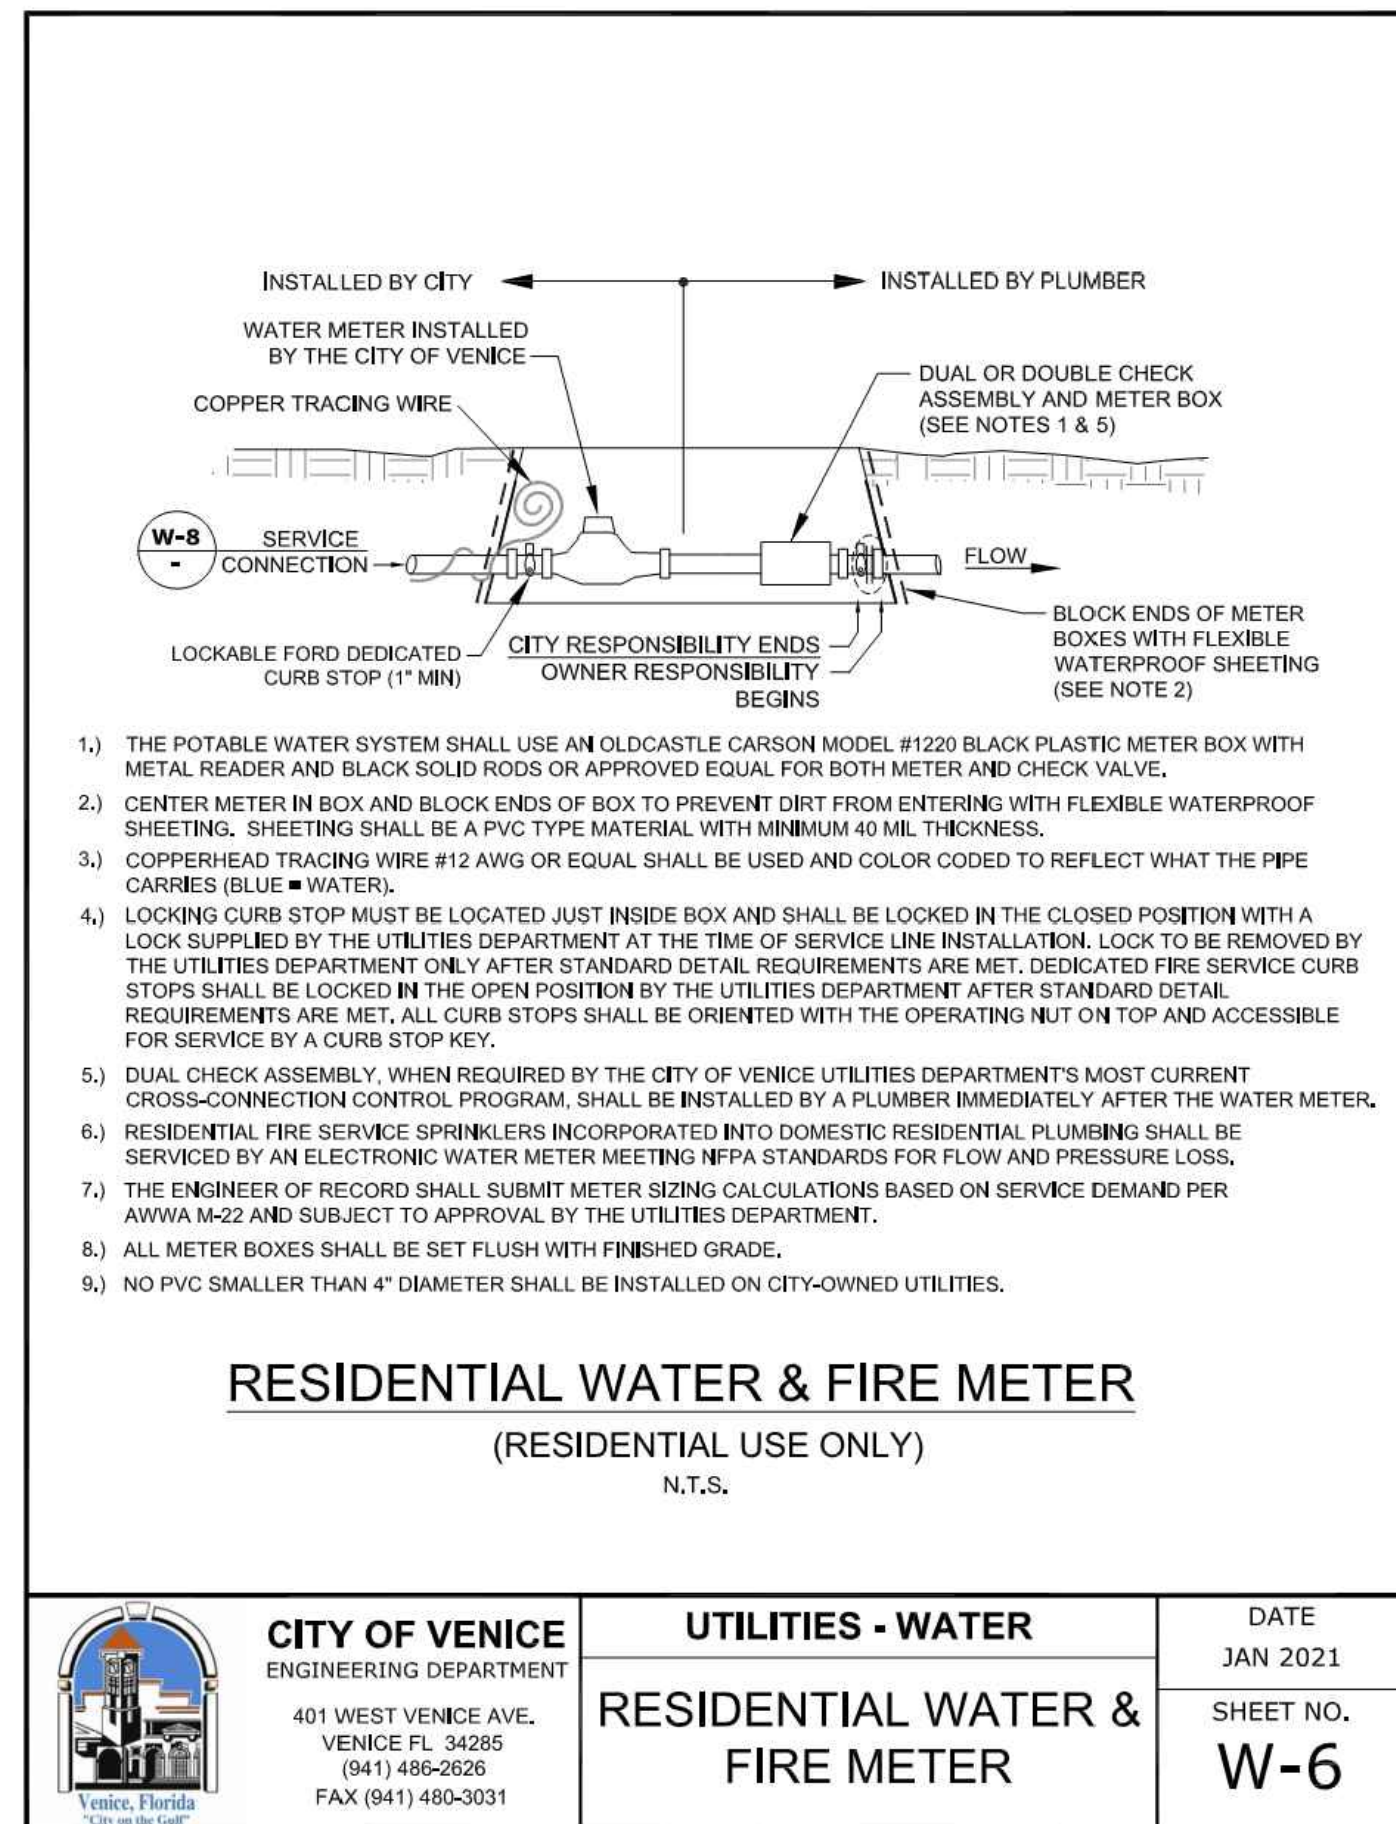 INSTALLED BY CITY
INSTALLED BY PLUMBER
WATER METER INSTALLED
BY THE CITY OF VENICE
COPPER TRACING WIRE
DUAL OR DOUBLE CHECK
ASSEMBLY AND METER BOX
(SEE NOTES 1 & 5)
W-8
-
SERVICE
CONNECTION
FLOW
LOCKABLE FORD DEDICATED
CURB STOP (1" MIN)
CITY RESPONSIBILITY ENDS
OWNER RESPONSIBILITY
BEGINS
BLOCK ENDS OF METER
BOXES WITH FLEXIBLE
WATERPROOF SHEETING
(SEE NOTE 2)
1.) THE POTABLE WATER SYSTEM SHALL USE AN OLDCASTLE CARSON MODEL #1220 BLACK PLASTIC METER BOX WITH
METAL READER AND BLACK SOLID RODS OR APPROVED EQUAL FOR BOTH METER AND CHECK VALVE.
2.) CENTER METER IN BOX AND BLOCK ENDS OF BOX TO PREVENT DIRT FROM ENTERING WITH FLEXIBLE WATERPROOF
SHEETING. SHEETING SHALL BE A PVC TYPE MATERIAL WITH MINIMUM 40 MIL THICKNESS.
3.) COPPERHEAD TRACING WIRE #12 AWG OR EQUAL SHALL BE USED AND COLOR CODED TO REFLECT WHAT THE PIPE
CARRIES (BLUE = WATER).
4.) LOCKING CURB STOP MUST BE LOCATED JUST INSIDE BOX AND SHALL BE LOCKED IN THE CLOSED POSITION WITH A
LOCK SUPPLIED BY THE UTILITIES DEPARTMENT AT THE TIME OF SERVICE LINE INSTALLATION. LOCK TO BE REMOVED BY
THE UTILITIES DEPARTMENT ONLY AFTER STANDARD DETAIL REQUIREMENTS ARE MET. DEDICATED FIRE SERVICE CURB
STOPS SHALL BE LOCKED IN THE OPEN POSITION BY THE UTILITIES DEPARTMENT AFTER STANDARD DETAIL
REQUIREMENTS ARE MET. ALL CURB STOPS SHALL BE ORIENTED WITH THE OPERATING NUT ON TOP AND ACCESSIBLE
FOR SERVICE BY A CURB STOP KEY.
5.) DUAL CHECK ASSEMBLY, WHEN REQUIRED BY THE CITY OF VENICE UTILITIES DEPARTMENT'S MOST CURRENT
CROSS-CONNECTION CONTROL PROGRAM, SHALL BE INSTALLED BY A PLUMBER IMMEDIATELY AFTER THE WATER METER.
6.) RESIDENTIAL FIRE SERVICE SPRINKLERS INCORPORATED INTO DOMESTIC RESIDENTIAL PLUMBING SHALL BE
SERVICED BY AN ELECTRONIC WATER METER MEETING NFPA STANDARDS FOR FLOW AND PRESSURE LOSS.
7.) THE ENGINEER OF RECORD SHALL SUBMIT METER SIZING CALCULATIONS BASED ON SERVICE DEMAND PER
AWWA M-22 AND SUBJECT TO APPROVAL BY THE UTILITIES DEPARTMENT.
8.) ALL METER BOXES SHALL BE SET FLUSH WITH FINISHED GRADE.
9.) NO PVC SMALLER THAN 4" DIAMETER SHALL BE INSTALLED ON CITY-OWNED UTILITIES.
RESIDENTIAL WATER & FIRE METER
(RESIDENTIAL USE ONLY)
N.T.S.
Venice, Florida
"City on the Gulf"
CITY OF VENICE
ENGINEERING DEPARTMENT
401 WEST VENICE AVE.
VENICE FL 34285
(941) 486-2626
FAX (941) 480-3031
UTILITIES - WATER
RESIDENTIAL WATER &
FIRE METER
DATE
JAN 2021
SHEET NO.
W-6